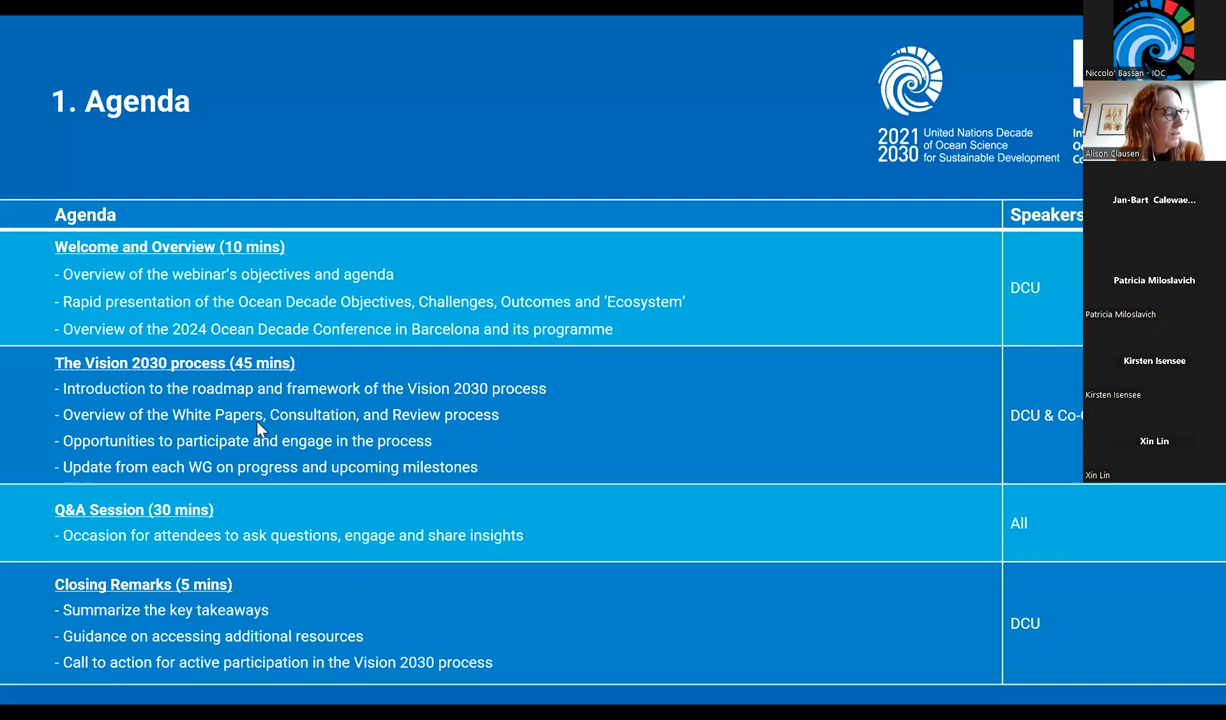 1. Agenda
2021
2030
United Nations Decade
of Ocean Science
for Sustainable Development
Agenda
Speakers
Welcome and Overview (10 mins)
- Overview of the webinar’s objectives and agenda
- Rapid presentation of the Ocean Decade Objectives, Challenges, Outcomes and ‘Ecosystem’
- Overview of the 2024 Ocean Decade Conference in Barcelona and its programme
DCU
The Vision 2030 process (45 mins)
- Introduction to the roadmap and framework of the Vision 2030 process
- Overview of the White Papers, Consultation, and Review process
- Opportunities to participate and engage in the process
- Update from each WG on progress and upcoming milestones
DCU & Co-
Q&A Session (30 mins)
- Occasion for attendees to ask questions, engage and share insights
All
Closing Remarks (5 mins)
- Summarize the key takeaways
- Guidance on accessing additional resources
- Call to action for active participation in the Vision 2030 process
DCU
Niccolo' Bassan - IOC
Alison Clausen
Jan-Bart Calewae...
Patricia Miloslavich
Patricia Miloslavich
Kirsten Isensee
Kirsten Isensee
Xin Lin
Xin Lin